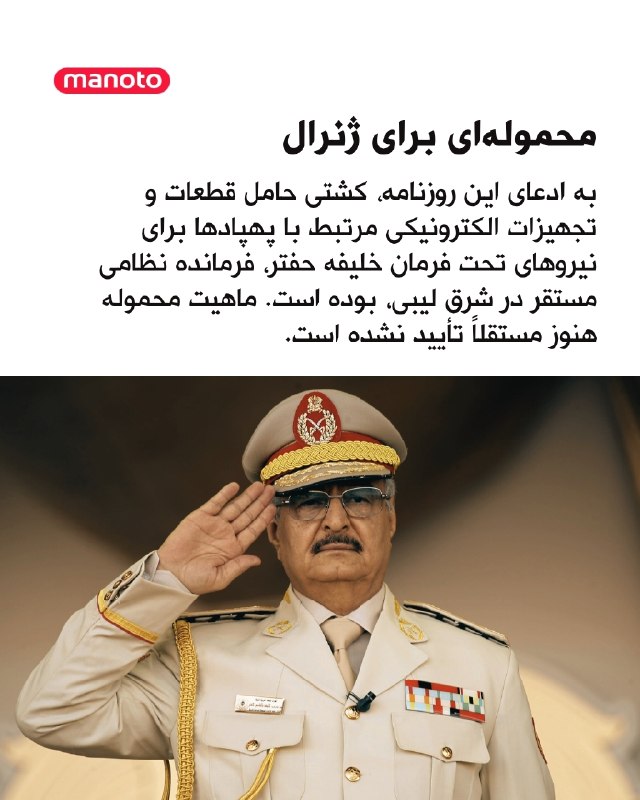 manoto
محموله‌ای برای ژنرال
به ادعای این روزنامه، کشتی حامل قطعات و
تجهیزات الکترونیکی مرتبط با پهپادها برای
نیروهای تحت فرمان خلیفه حفتر، فرمانده نظامی
مستقر در شرق لیبی، بوده است. ماهیت محموله
هنوز مستقلاً تأیید نشده است.